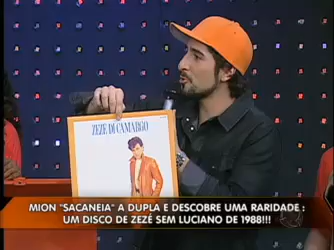 ZEZÉ DI CAMARGO
MION "SACANEIA" A DUPLA E DESCOBRE UMA RARIDADE :
UM DISCO DE ZEZÉ SEM LUCIANO DE 1988!!!